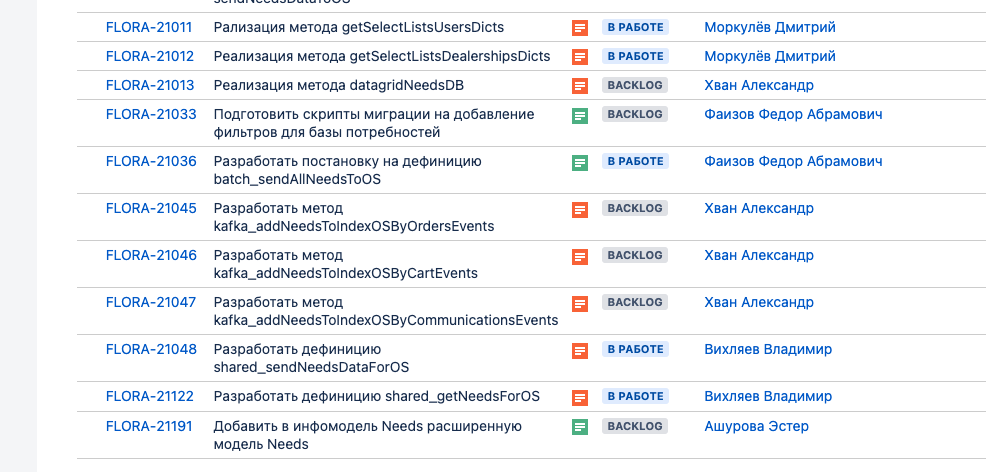 sendNeedsDataToOS
FLORA-21011 Рализация метода getSelectListsUsersDicts В РАБОТЕ Моркулёв Дмитрий
FLORA-21012 Реализация метода getSelectListsDealershipsDicts В РАБОТЕ Моркулёв Дмитрий
FLORA-21013 Реализация метода datagridNeedsDB BACKLOG Хван Александр
FLORA-21033 Подготовить скрипты миграции на добавление BACKLOG Фаизов Федор Абрамович
фильтров для базы потребностей
FLORA-21036 Разработать постановку на дефиницию В РАБОТЕ Фаизов Федор Абрамович
batch_sendAllNeedsToOS
FLORA-21045 Разработать метод BACKLOG Хван Александр
kafka_addNeedsToIndexOSByOrdersEvents
FLORA-21046 Разработать метод BACKLOG Хван Александр
kafka_addNeedsToIndexOSByCartEvents
FLORA-21047 Разработать метод BACKLOG Хван Александр
kafka_addNeedsToIndexOSByCommunicationsEvents
FLORA-21048 Разработать дефиницию В РАБОТЕ Вихляев Владимир
shared_sendNeedsDataForOS
FLORA-21122 Разработать дефиницию shared_getNeedsForOS В РАБОТЕ Вихляев Владимир
FLORA-21191 Добавить в инфомодель Needs расширенную BACKLOG Ашурова Эстер
модель Needs